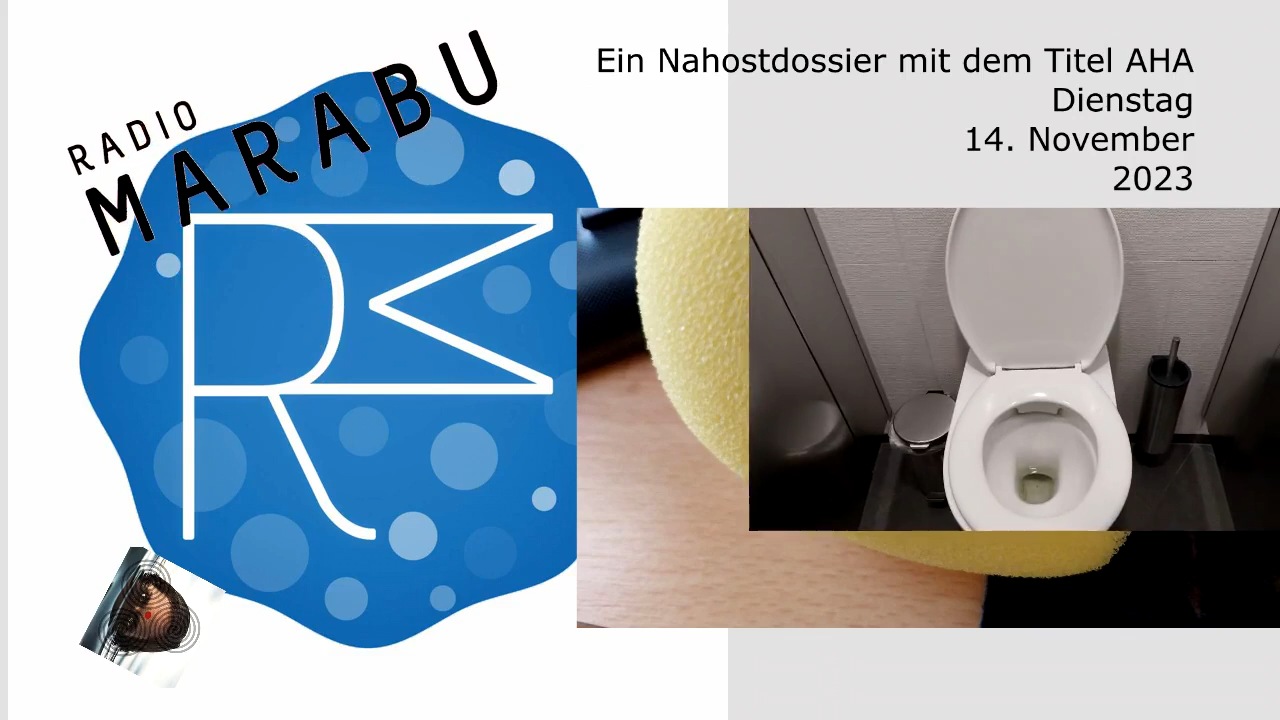 RADIO
MARABU
Ein Nahostdossier mit dem Titel AHA
Dienstag
14. November
2023